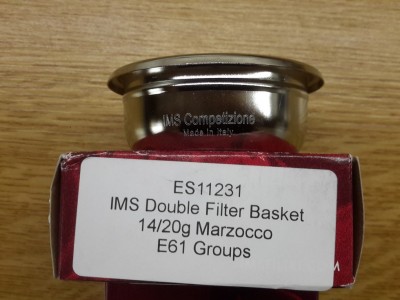 IMS Competizione
Made in Italy
ES11231
IMS Double Filter Basket
14/20g Marzocco
E61 Groups